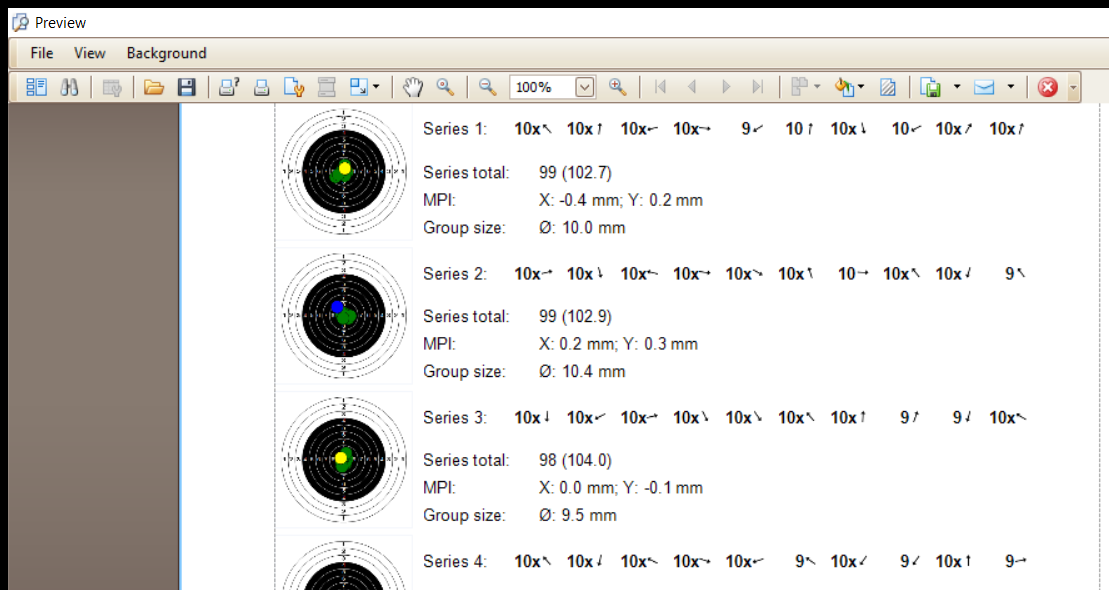 Preview
File View Background
100%
Series 1: 10x↖ 10x↑ 10x← 10x→ 9↙ 10↑ 10x↓ 10↙ 10x↗ 10x↑
Series total: 99 (102.7)
MPI: X: -0.4 mm; Y: 0.2 mm
Group size: Ø: 10.0 mm
Series 2: 10x→ 10x↓ 10x← 10x→ 10x↘ 10x↑ 10→ 10x↖ 10x↓ 9↖
Series total: 99 (102.9)
MPI: X: 0.2 mm; Y: 0.3 mm
Group size: Ø: 10.4 mm
Series 3: 10x↓ 10x↙ 10x→ 10x↘ 10x↘ 10x↖ 10x↑ 9↑ 9↓ 10x↖
Series total: 98 (104.0)
MPI: X: 0.0 mm; Y: -0.1 mm
Group size: Ø: 9.5 mm
Series 4: 10x↖ 10x↓ 10x↖ 10x→ 10x← 9↖ 10x↙ 9↙ 10x↑ 9→